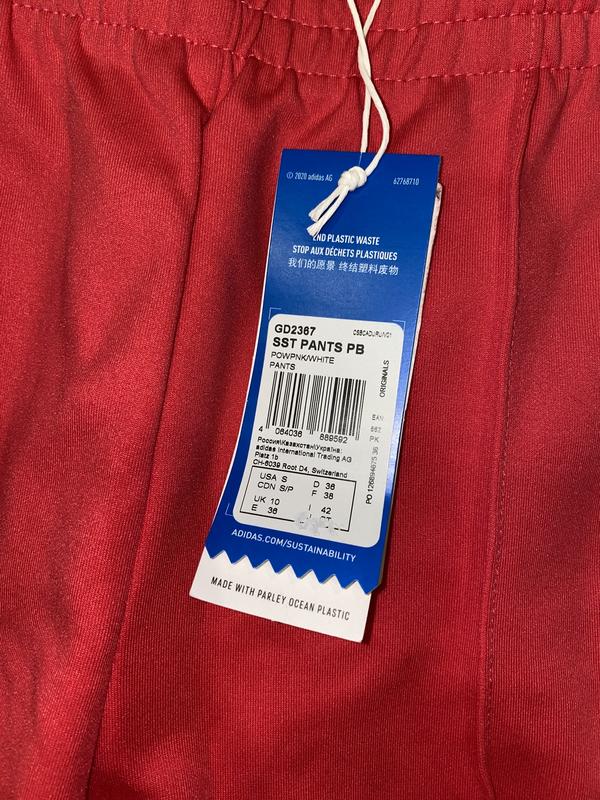 © 2020 adidas AG 62768710
END PLASTIC WASTE
STOP AUX DÉCHETS PLASTIQUES
我们的愿景 终结塑料废物
GD2367
SST PANTS PB
POWPNK/WHITE
PANTS
ORIGINALS
EAN
PK
4 064036 889592
Россия\Казахстан\Україна:
adidas International Trading AG
Platz 1b
CH-6039 Root D4, Switzerland
USA S D 36
CDN S/P F 38
UK 10 I 42
E 36
ADIDAS.COM/SUSTAINABILITY
MADE WITH PARLEY OCEAN PLASTIC